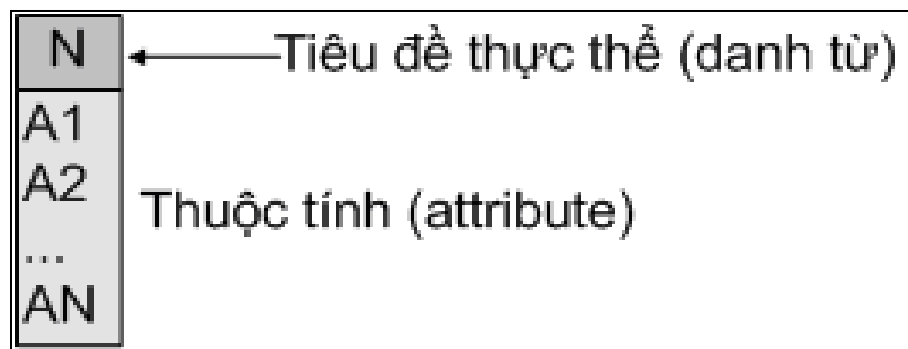 N Tiêu đề thực thể (danh từ)
A1
A2
Thuộc tính (attribute)
...
AN